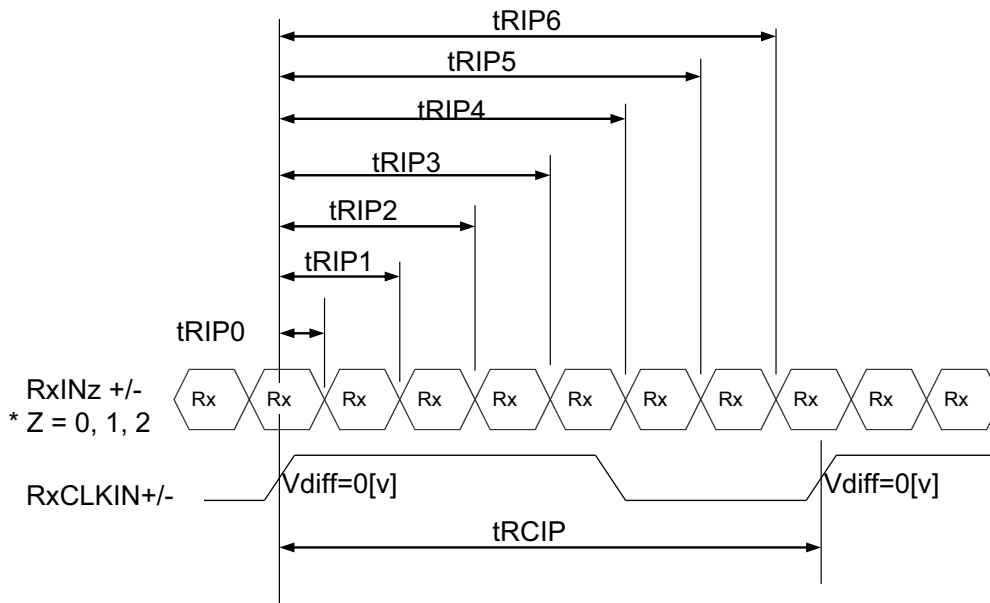 tRIP6
tRIP5
tRIP4
tRIP3
tRIP2
tRIP1
tRIP0
RxINz +/-
* Z = 0, 1, 2
Rx Rx Rx Rx Rx Rx Rx Rx Rx Rx Rx
RxCLKIN+/-
Vdiff=0[v] Vdiff=0[v]
tRCIP